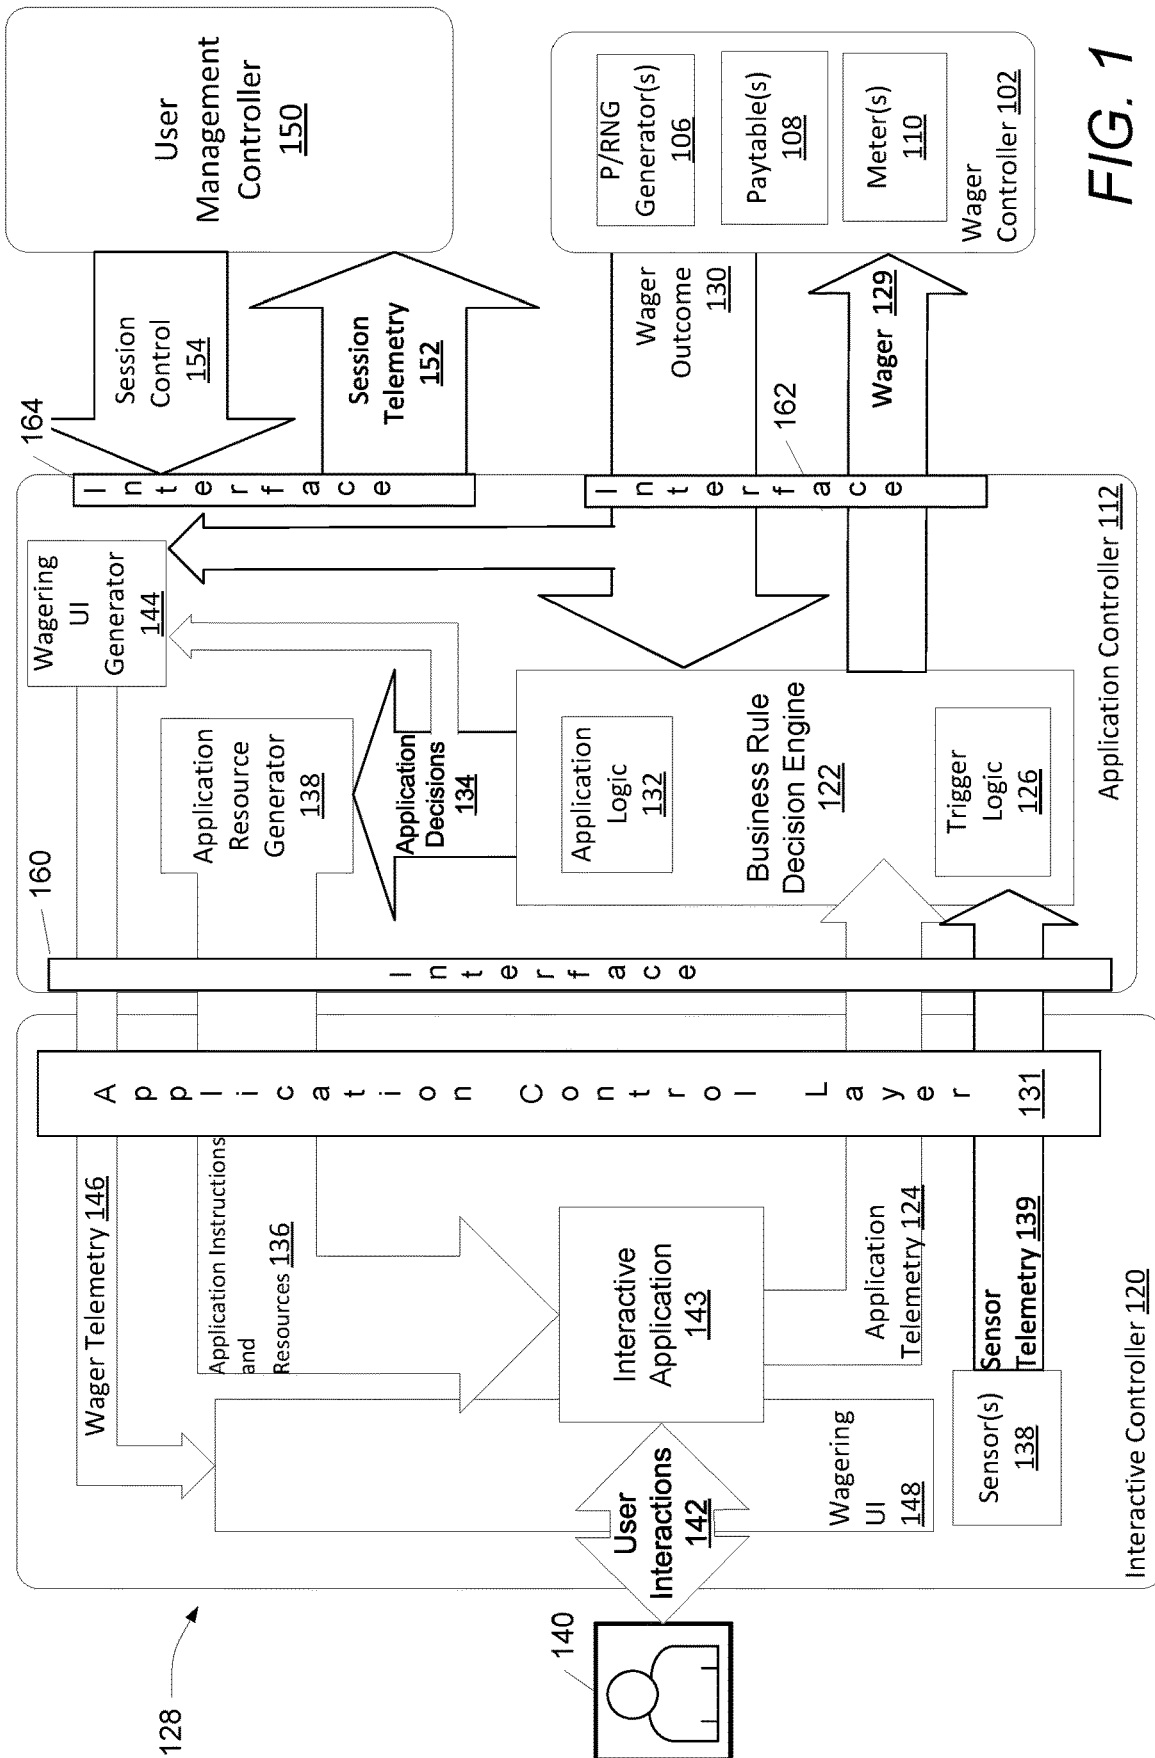 128
140
User
Interactions
142
Wager Telemetry 146
Application Instructions
and
Resources 136
Interactive
Application
143
Application
Telemetry 124
Wagering
UI
148
Sensor(s)
138
Sensor
Telemetry 139
Interactive Controller 120
Application Control Layer 131
160
Interface
Wagering
UI
Generator
144
Application
Resource
Generator
138
Application
Decisions
134
Application
Logic
132
Business Rule
Decision Engine
122
Trigger
Logic
126
Application Controller 112
164
Interface
Interface
162
Session
Control
154
Session
Telemetry
152
Wager
Outcome
130
Wager 129
User
Management
Controller
150
P/RNG
Generator(s)
106
Paytable(s)
108
Meter(s)
110
Wager
Controller 102
FIG. 1